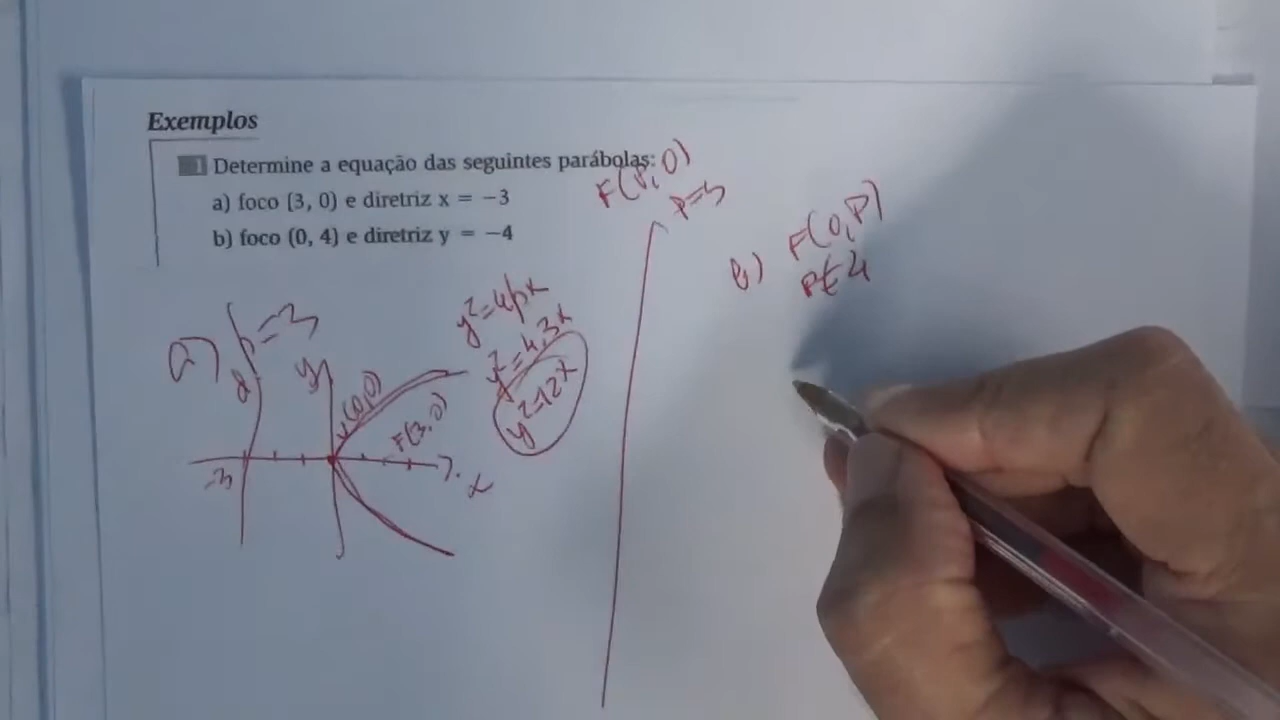 Exemplos
1 Determine a equação das seguintes parábolas:
a) foco (3, 0) e diretriz x = −3
b) foco (0, 4) e diretriz y = −4
F(P, 0)
P=3
a)
P=3
d
y
V(0,0)
F(3,0)
-3
x
y²=4px
y²=4.3x
y²=12x
b) F(0,P)
P=4